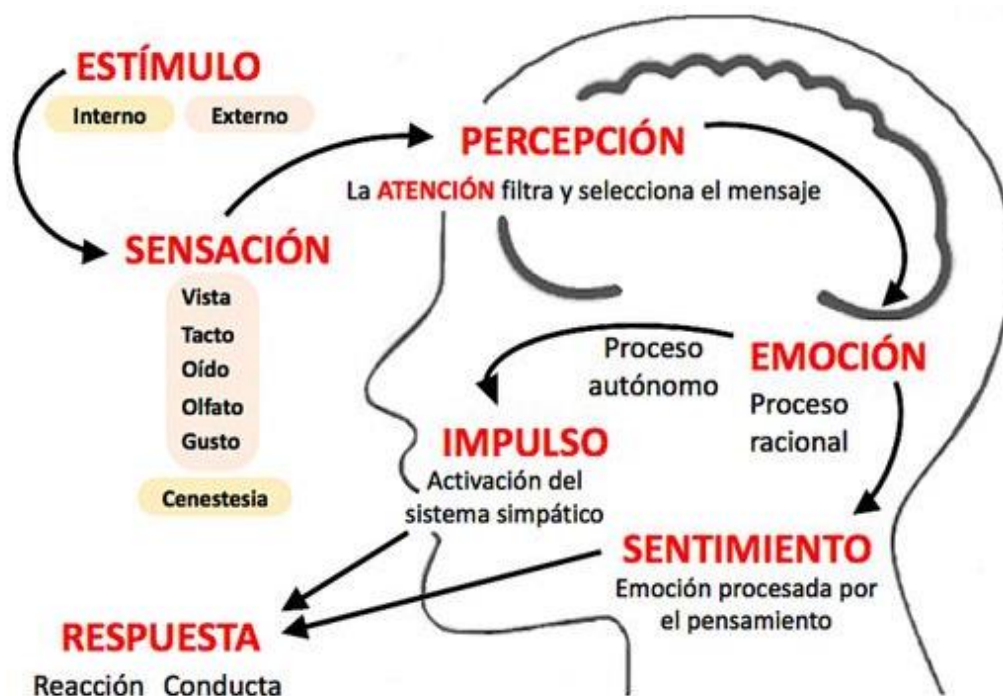 ESTÍMULO
Interno Externo
PERCEPCIÓN
La ATENCIÓN filtra y selecciona el mensaje
SENSACIÓN
Vista
Tacto
Oído
Olfato
Gusto
Cenestesia
EMOCIÓN
Proceso
autónomo
Proceso
racional
IMPULSO
Activación del
sistema simpático
SENTIMIENTO
Emoción procesada por
el pensamiento
RESPUESTA
Reacción Conducta